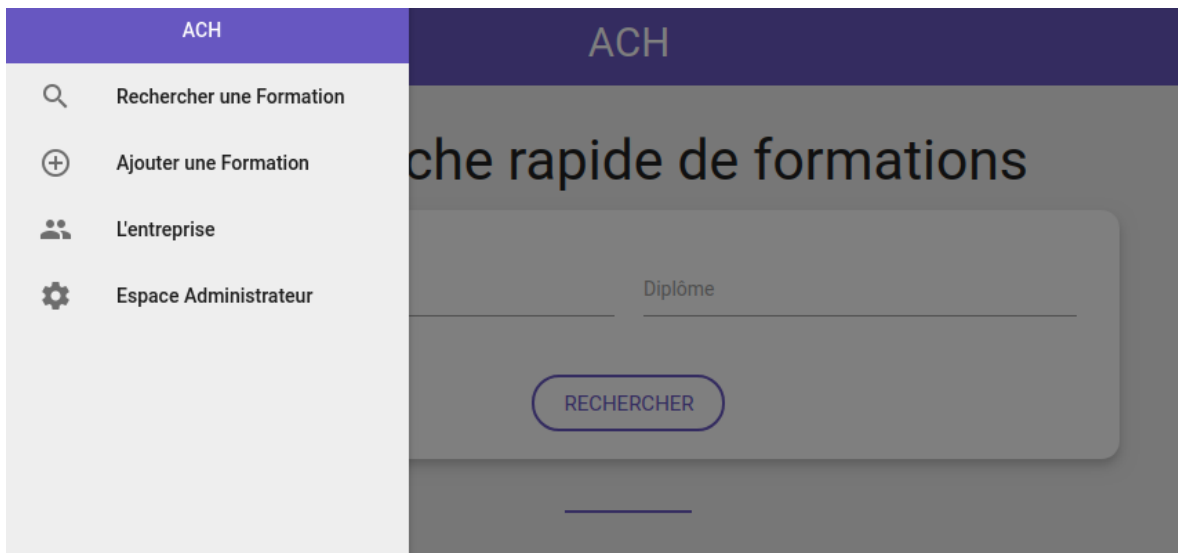 ACH
Rechercher une Formation
Ajouter une Formation
L'entreprise
Espace Administrateur
ACH
che rapide de formations
Diplôme
RECHERCHER